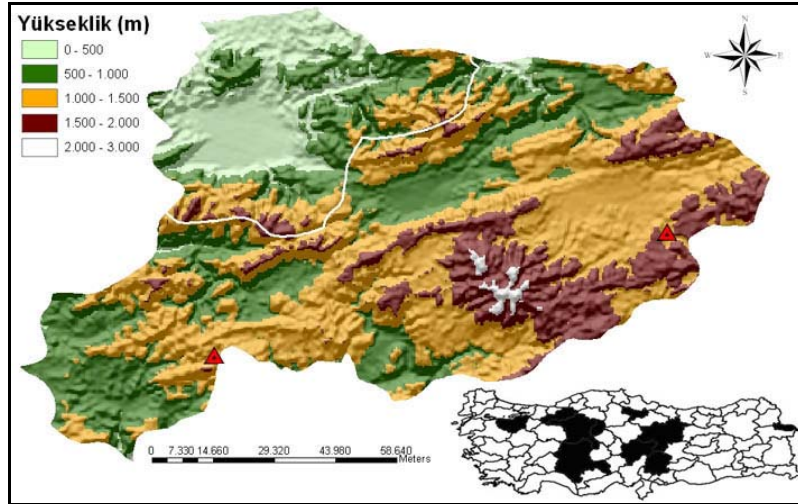 Yükseklik (m)
0 - 500
500 - 1.000
1.000 - 1.500
1.500 - 2.000
2.000 - 3.000
N
W E
S
0 7.330 14.660 29.320 43.980 58.640
Meters